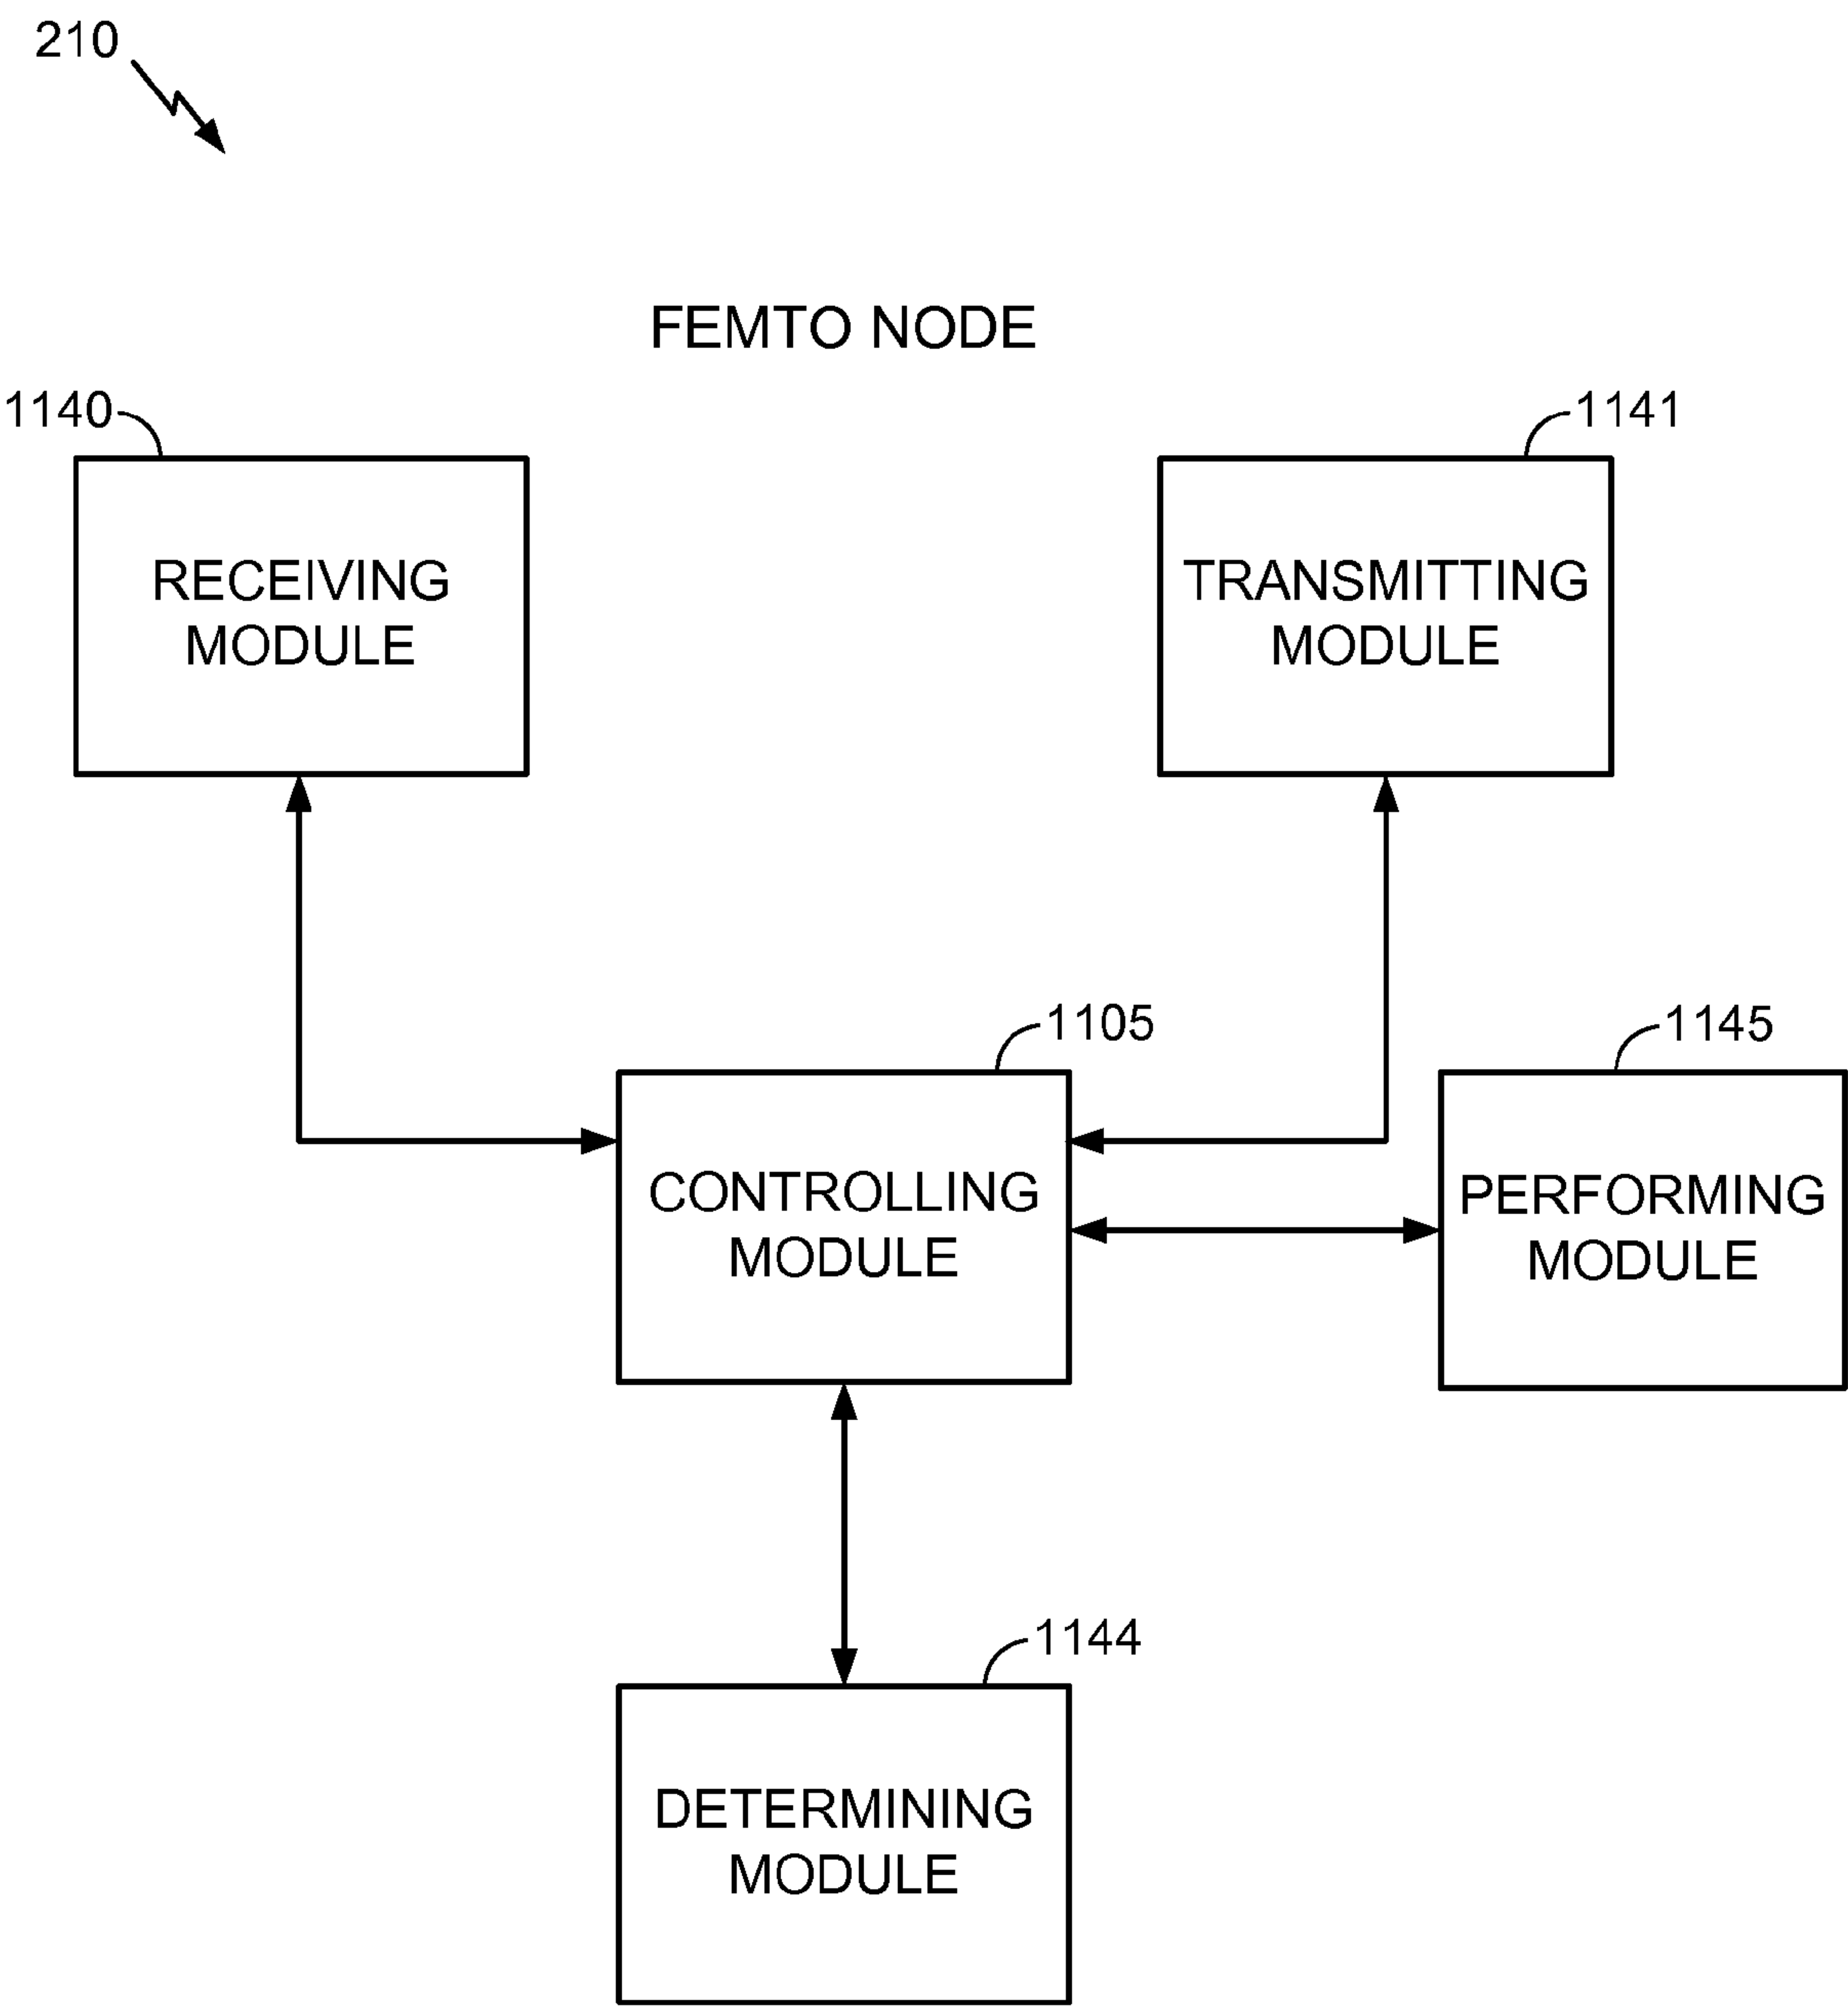 210
FEMTO NODE
1140
RECEIVING
MODULE
1141
TRANSMITTING
MODULE
1105
CONTROLLING
MODULE
1145
PERFORMING
MODULE
1144
DETERMINING
MODULE